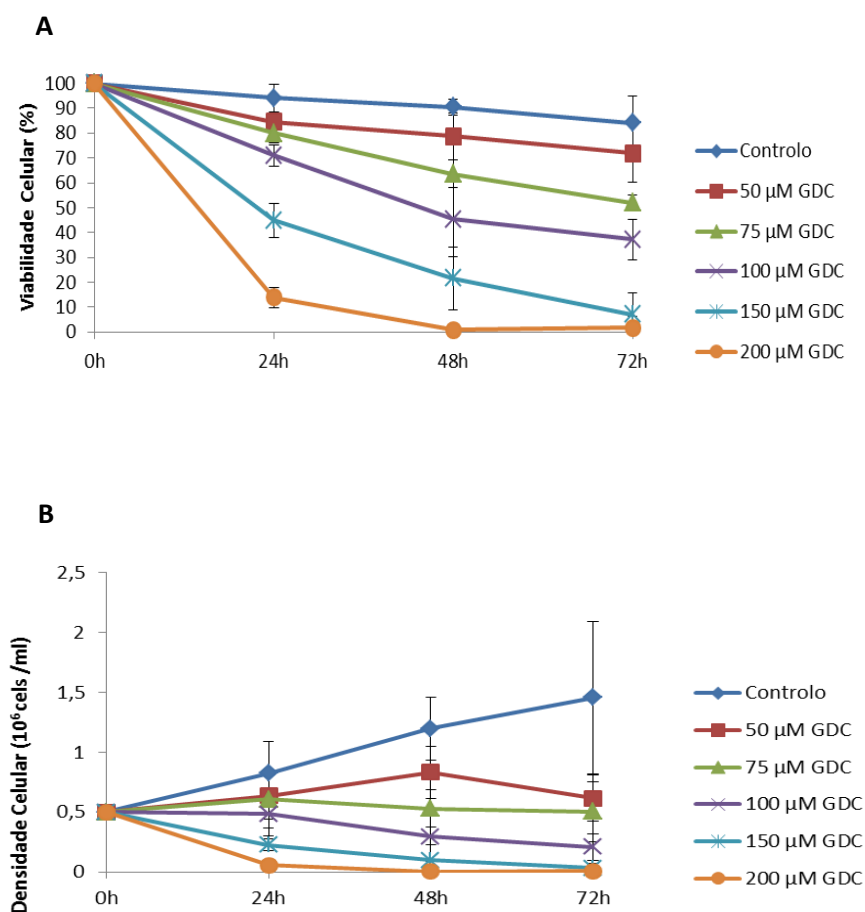 A
Viabilidade Celular (%)
100
90
80
70
60
50
40
30
20
10
0
0h 24h 48h 72h
Controlo
50 µM GDC
75 µM GDC
100 µM GDC
150 µM GDC
200 µM GDC
B
Densidade Celular (10⁶ cels /ml)
2,5
2
1,5
1
0,5
0
0h 24h 48h 72h
Controlo
50 µM GDC
75 µM GDC
100 µM GDC
150 µM GDC
200 µM GDC